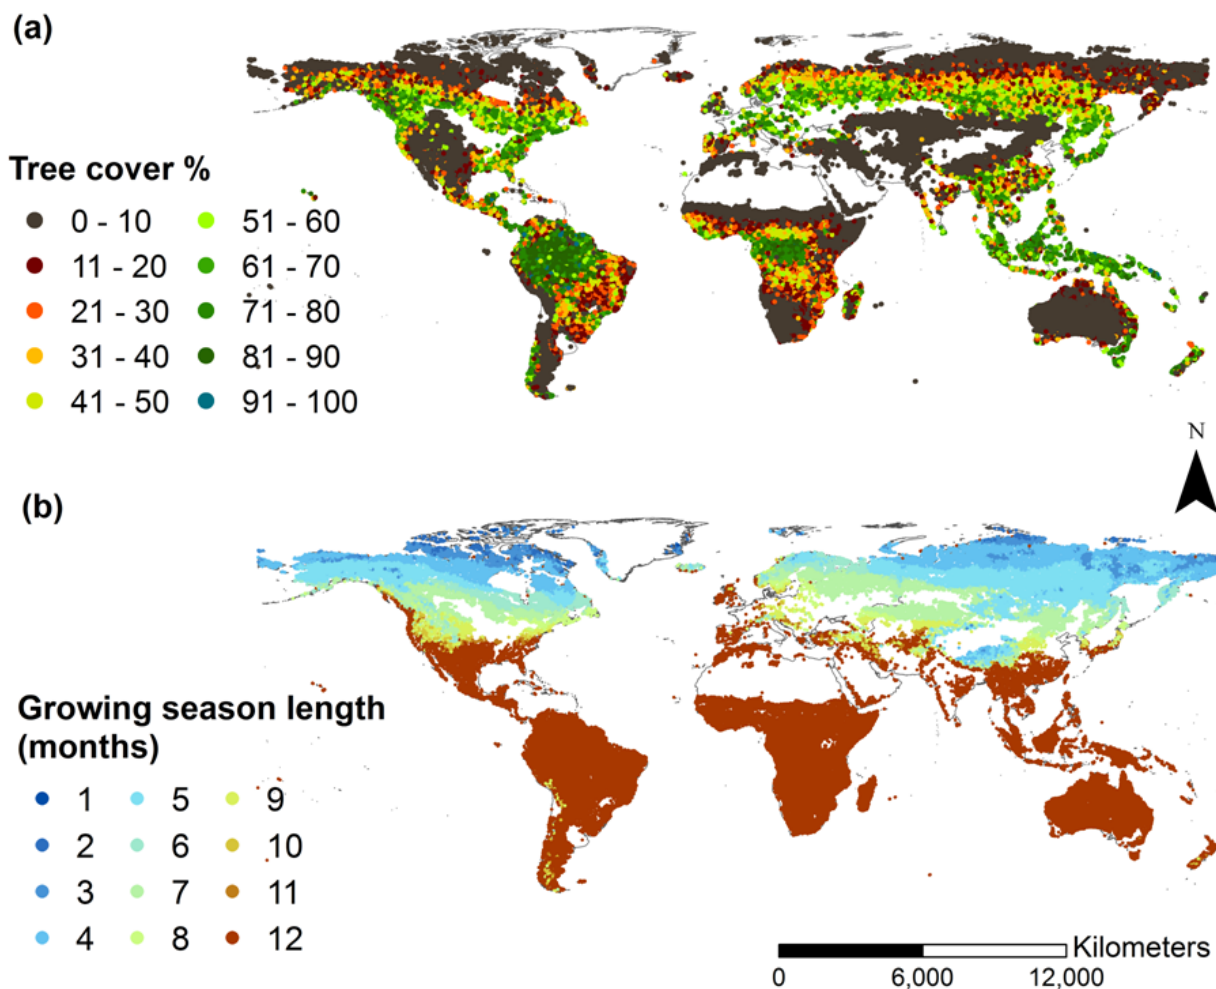 (a)
Tree cover %
0 - 10
51 - 60
11 - 20
61 - 70
21 - 30
71 - 80
31 - 40
81 - 90
41 - 50
91 - 100
N
(b)
Growing season length
(months)
1 5 9
2 6 10
3 7 11
4 8 12
Kilometers
0 6,000 12,000